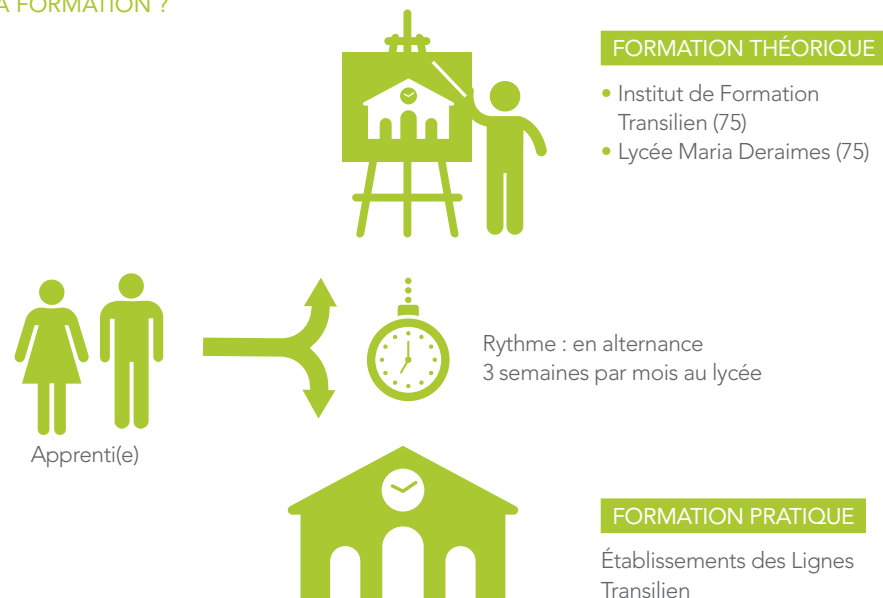 A FORMATION ?
FORMATION THÉORIQUE
• Institut de Formation
Transilien (75)
• Lycée Maria Deraimes (75)
Rythme : en alternance
3 semaines par mois au lycée
Apprenti(e)
FORMATION PRATIQUE
Établissements des Lignes
Transilien